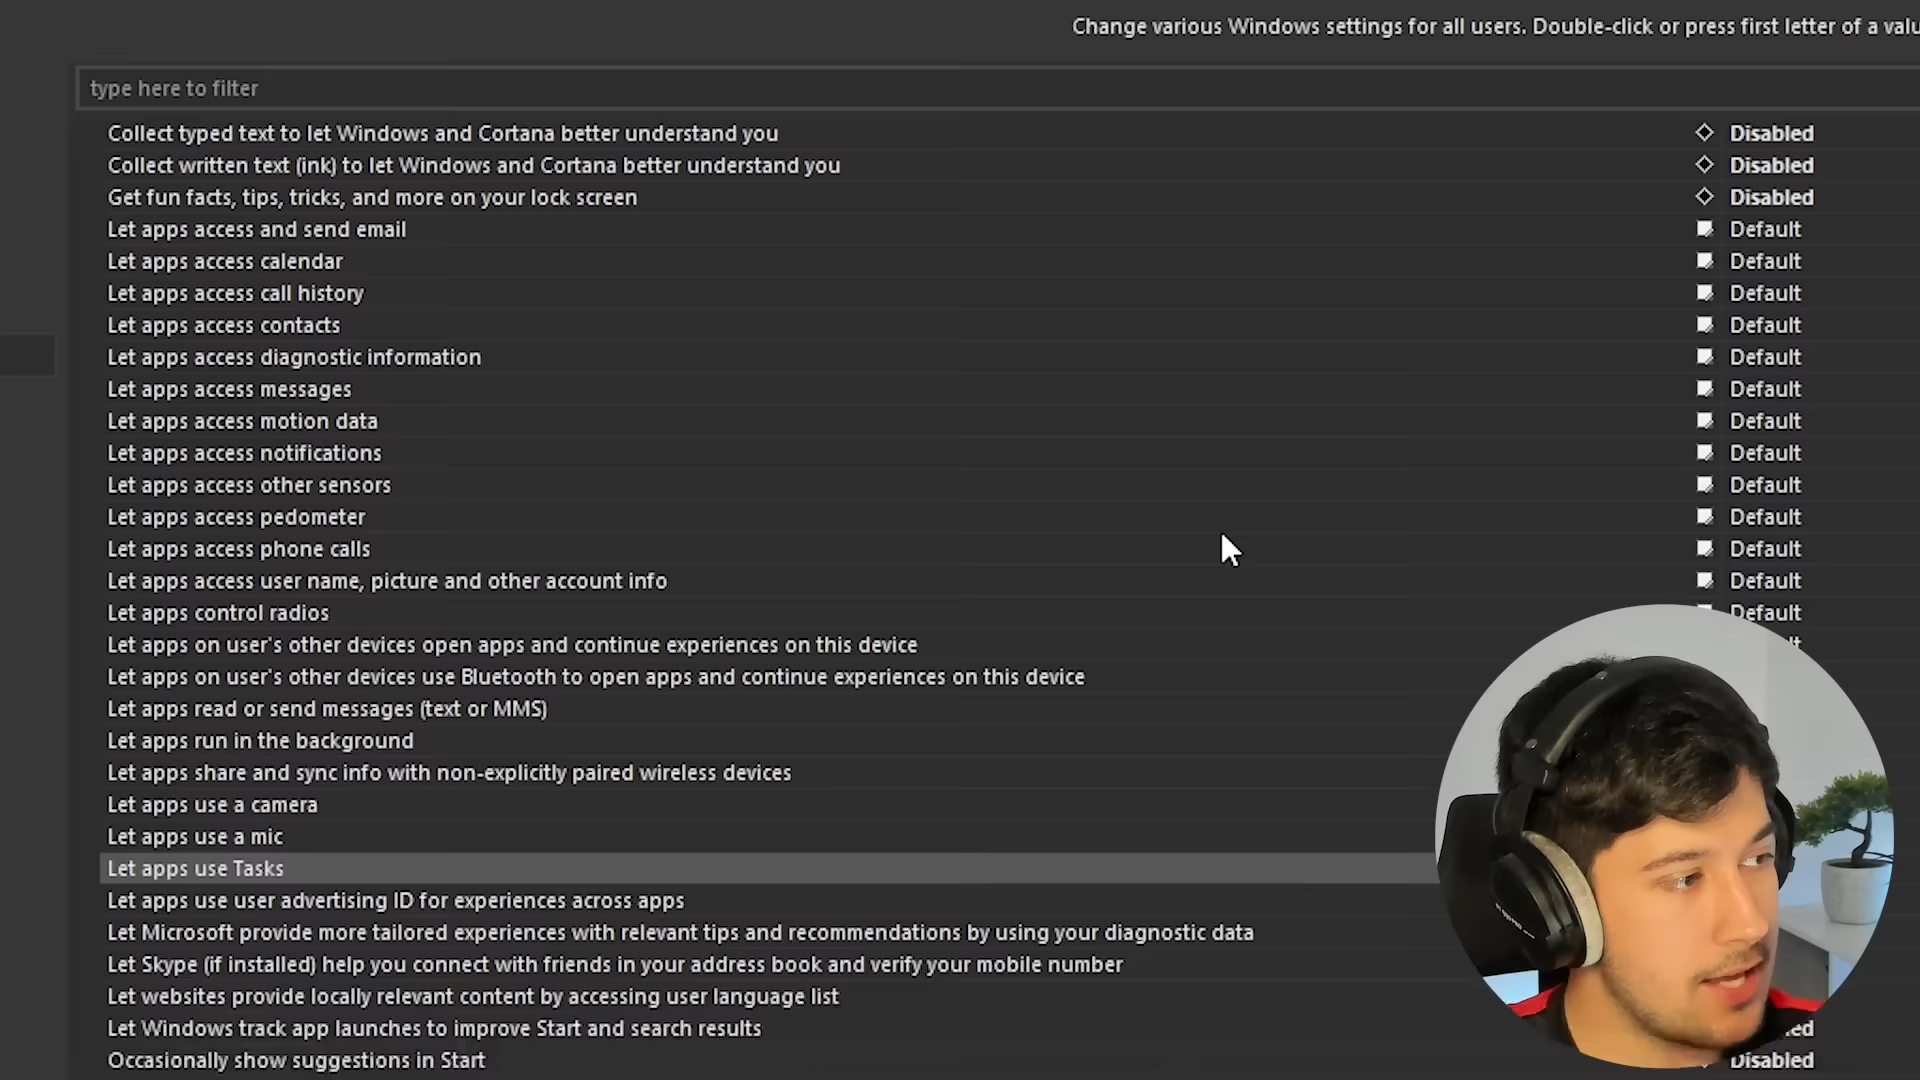 Change various Windows settings for all users. Double-click or press first letter of a
type here to filter
Collect typed text to let Windows and Cortana better understand you Disabled
Collect written text (ink) to let Windows and Cortana better understand you Disabled
Get fun facts, tips, tricks, and more on your lock screen Disabled
Let apps access and send email Default
Let apps access calendar Default
Let apps access call history Default
Let apps access contacts Default
Let apps access diagnostic information Default
Let apps access messages Default
Let apps access motion data Default
Let apps access notifications Default
Let apps access other sensors Default
Let apps access pedometer Default
Let apps access phone calls Default
Let apps access user name, picture and other account info Default
Let apps control radios Default
Let apps on user's other devices open apps and continue experiences on this device
Let apps on user's other devices use Bluetooth to open apps and continue experiences on this device
Let apps read or send messages (text or MMS)
Let apps run in the background
Let apps share and sync info with non-explicitly paired wireless devices
Let apps use a camera
Let apps use a mic
Let apps use Tasks
Let apps use user advertising ID for experiences across apps
Let Microsoft provide more tailored experiences with relevant tips and recommendations by using your diagnostic data
Let Skype (if installed) help you connect with friends in your address book and verify your mobile number
Let websites provide locally relevant content by accessing user language list
Let Windows track app launches to improve Start and search results
Occasionally show suggestions in Start Disabled